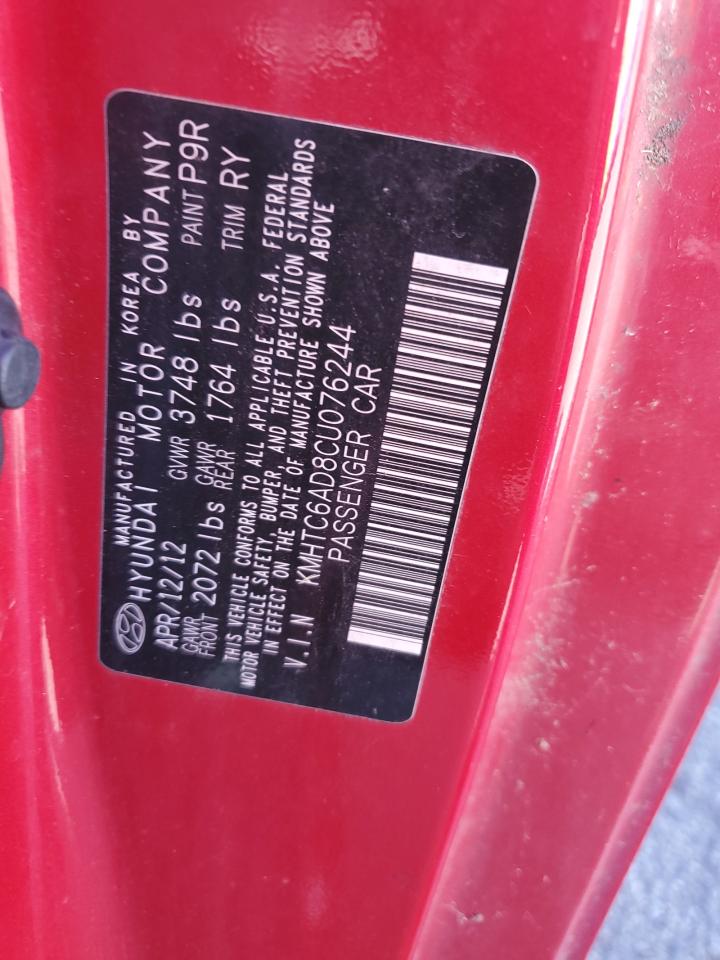 MANUFACTURED IN KOREA BY
HYUNDAI MOTOR COMPANY
APR/12/12 GVWR 3748 lbs PAINT P9R
GAWR FRONT 2072 lbs GAWR REAR 1764 lbs TRIM RY
THIS VEHICLE CONFORMS TO ALL APPLICABLE U.S.A. FEDERAL
MOTOR VEHICLE SAFETY, BUMPER, AND THEFT PREVENTION STANDARDS
IN EFFECT ON THE DATE OF MANUFACTURE SHOWN ABOVE
V.I.N KMHTC6AD8CU076244
PASSENGER CAR